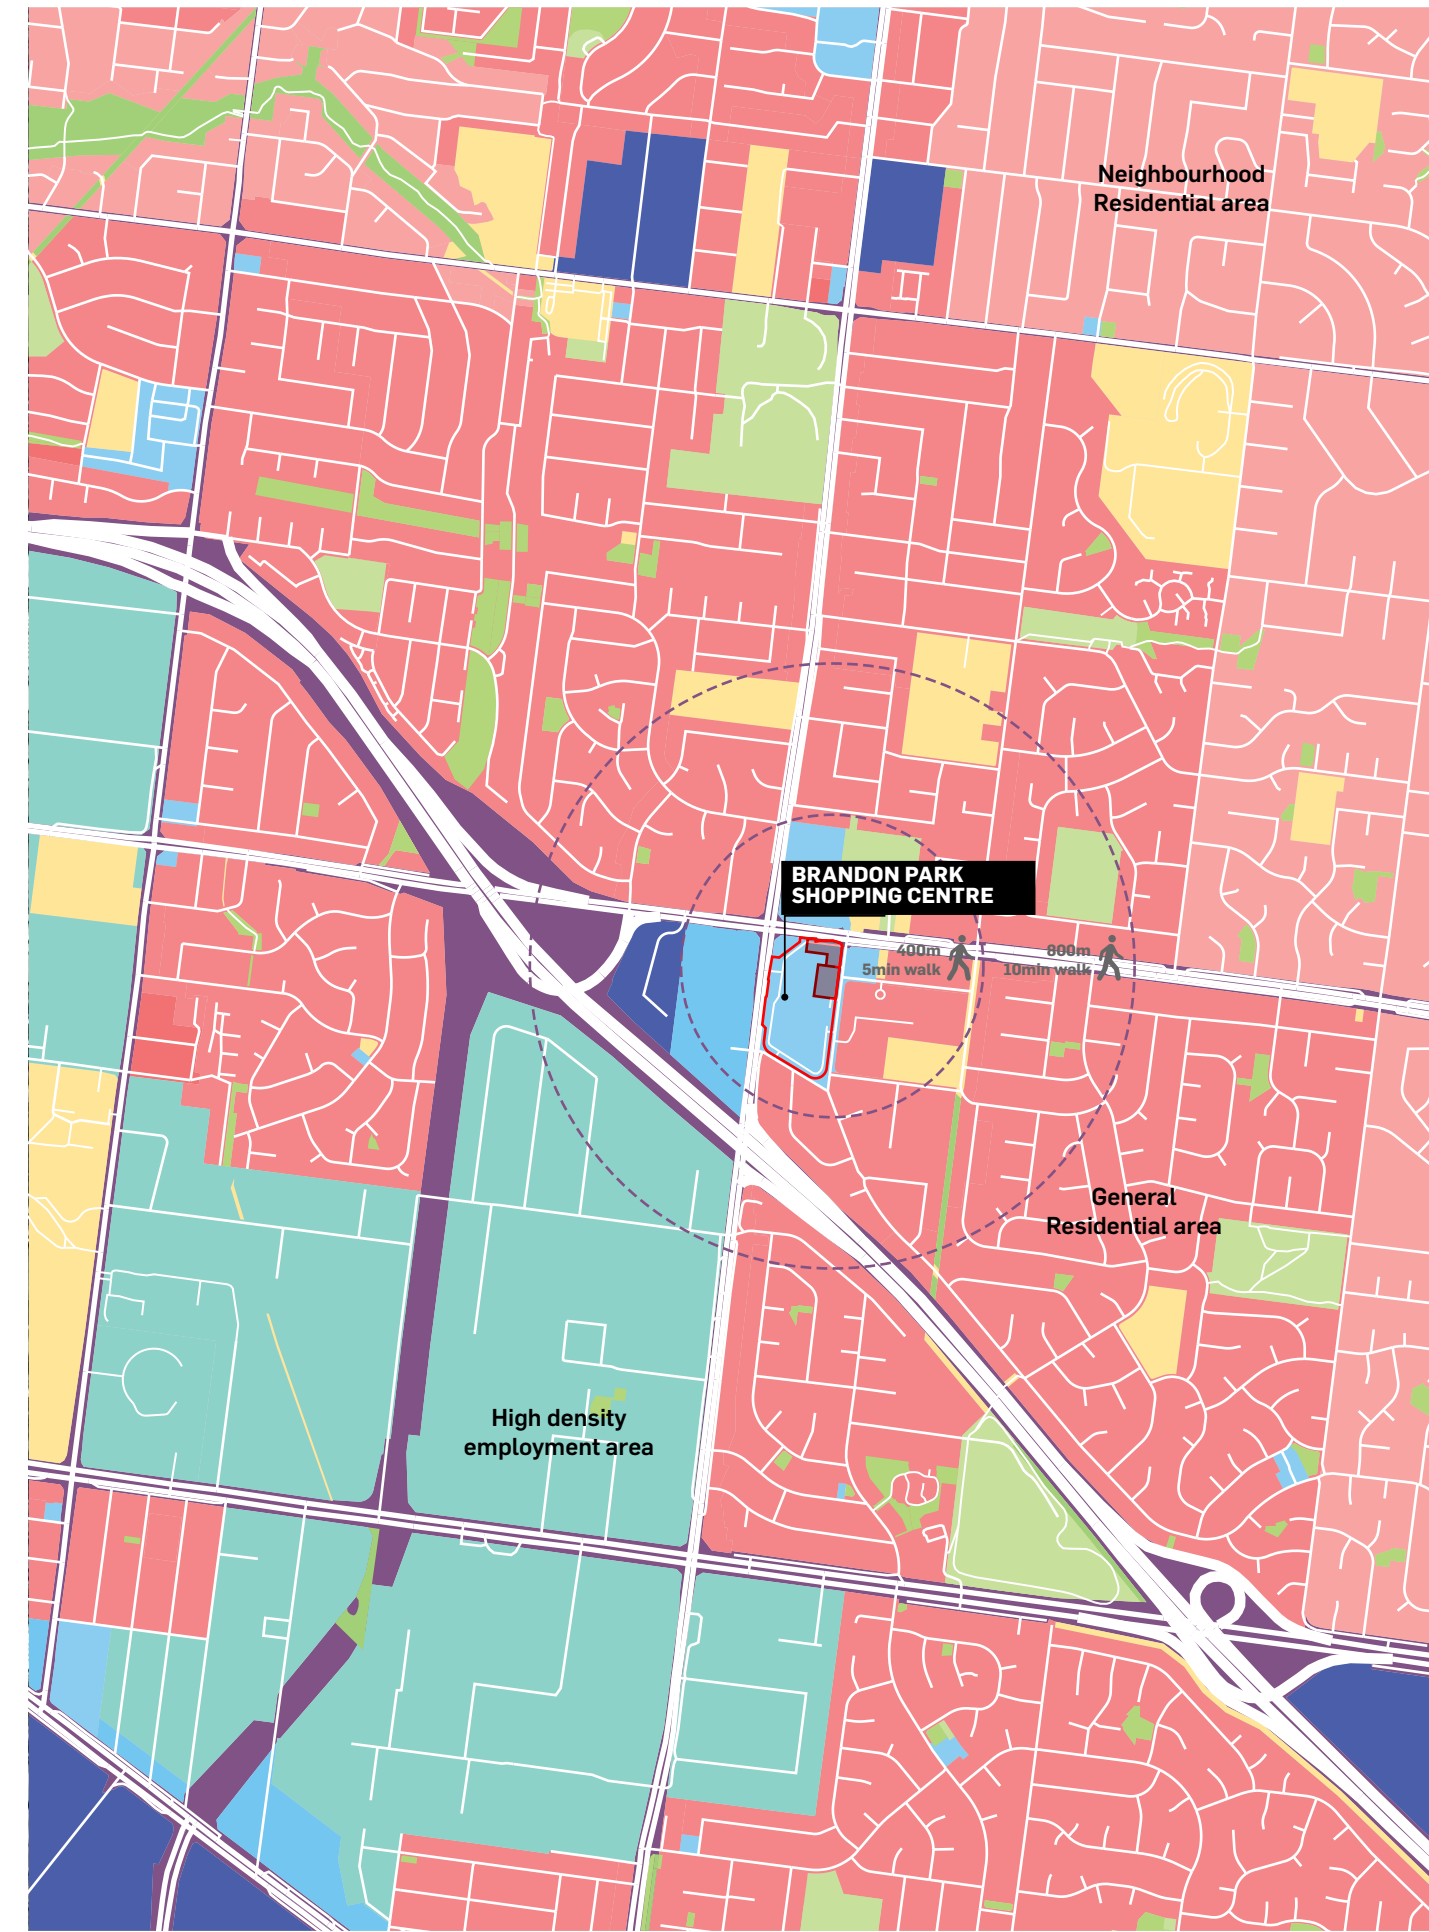 Neighbourhood
Residential area
BRANDON PARK
SHOPPING CENTRE
400m
5min walk
800m
10min walk
General
Residential area
High density
employment area